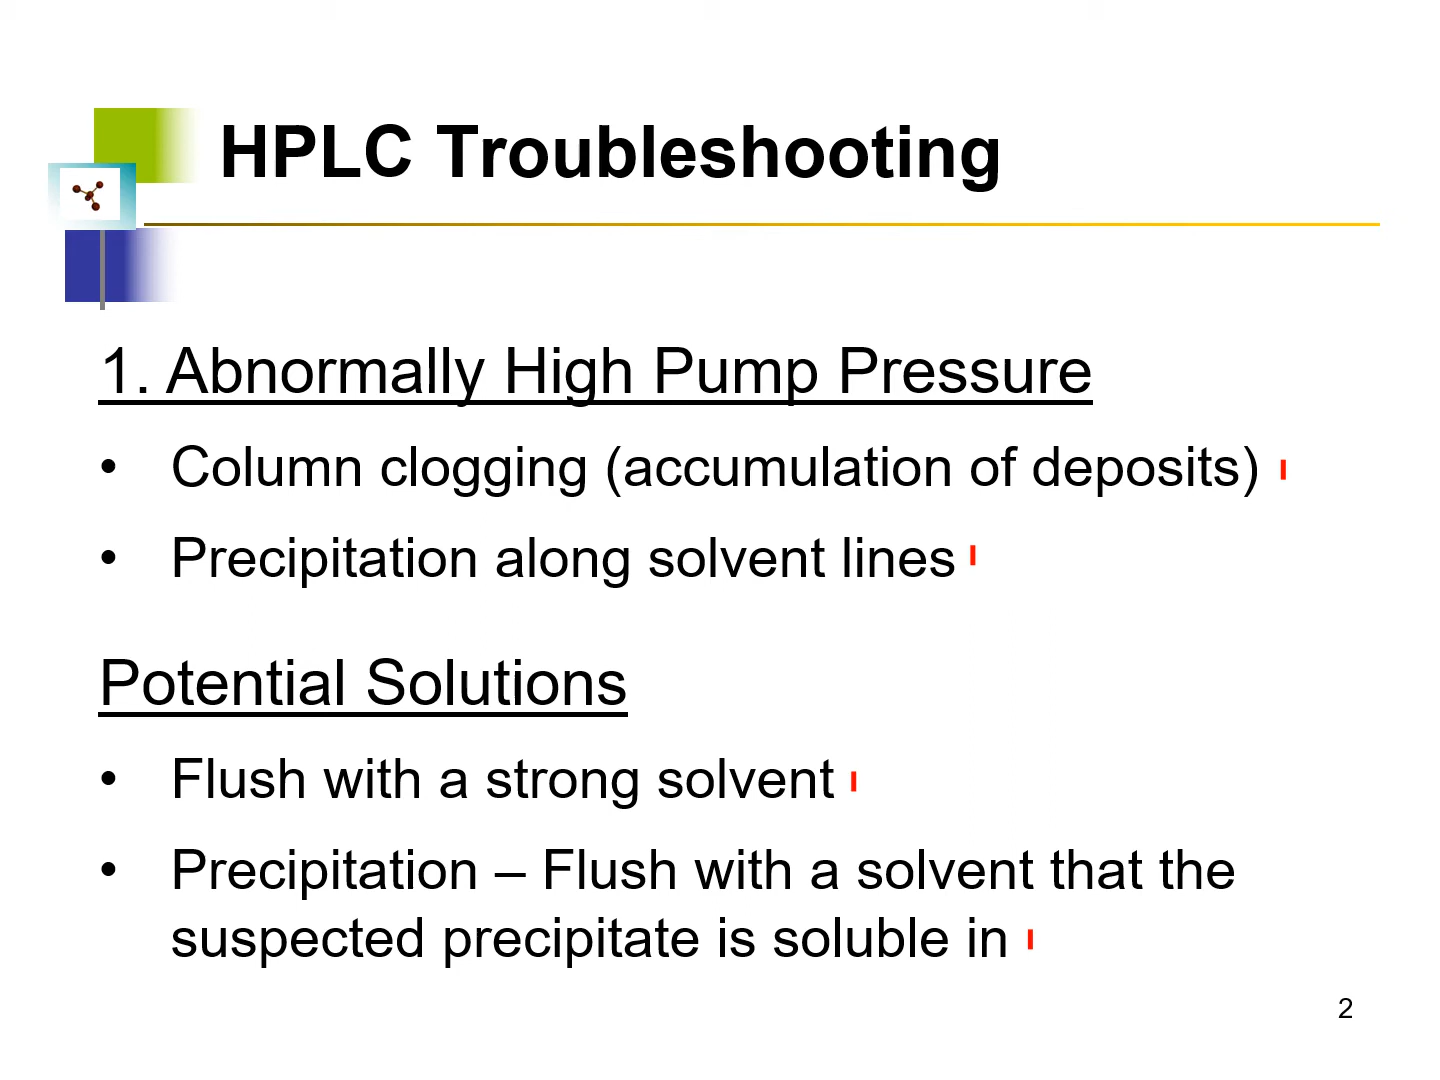 HPLC Troubleshooting
1. Abnormally High Pump Pressure
• Column clogging (accumulation of deposits)
• Precipitation along solvent lines
Potential Solutions
• Flush with a strong solvent
• Precipitation – Flush with a solvent that the
suspected precipitate is soluble in
2